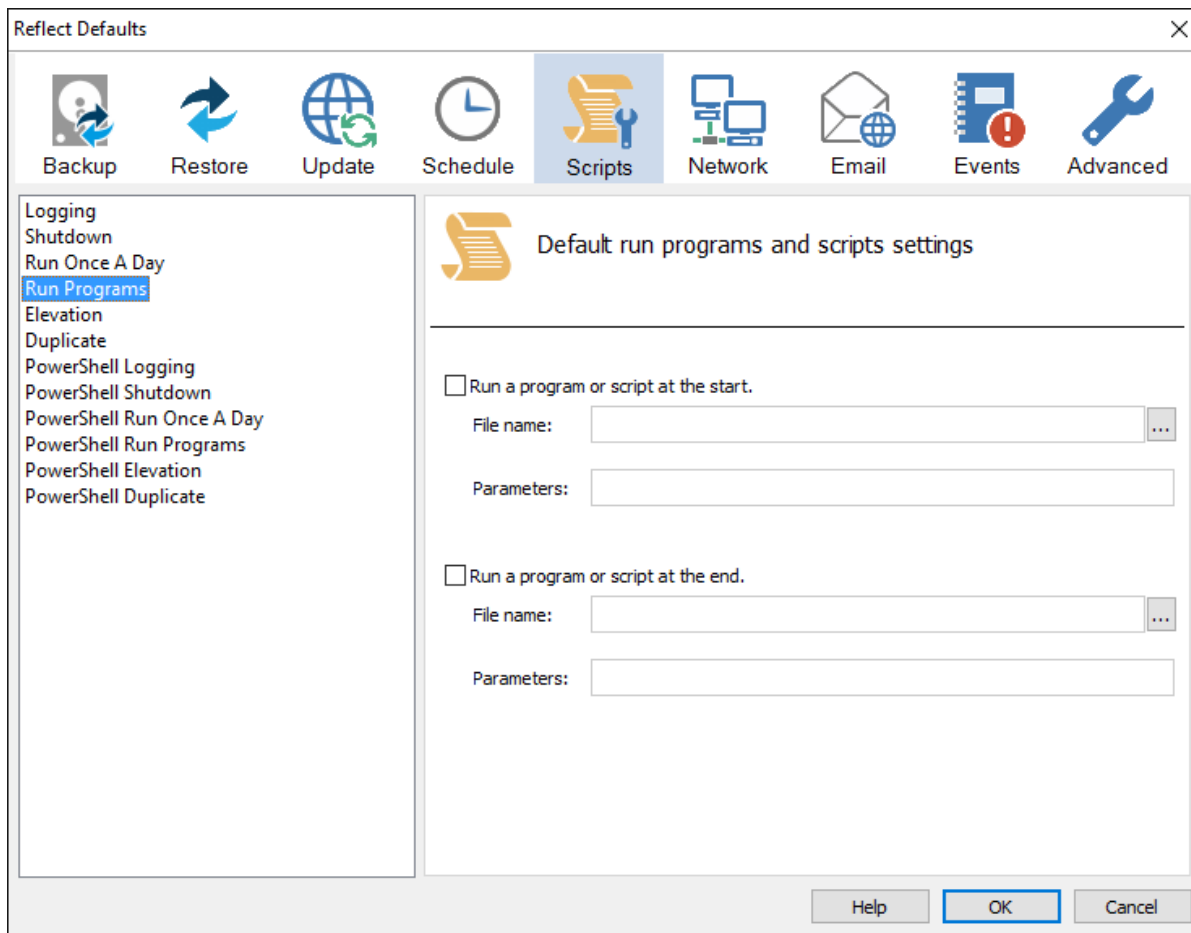 Reflect Defaults
Backup Restore Update Schedule Scripts Network Email Events Advanced
Logging
Shutdown
Run Once A Day
Run Programs
Elevation
Duplicate
PowerShell Logging
PowerShell Shutdown
PowerShell Run Once A Day
PowerShell Run Programs
PowerShell Elevation
PowerShell Duplicate
Default run programs and scripts settings
Run a program or script at the start.
File name: ...
Parameters:
Run a program or script at the end.
File name: ...
Parameters:
Help OK Cancel